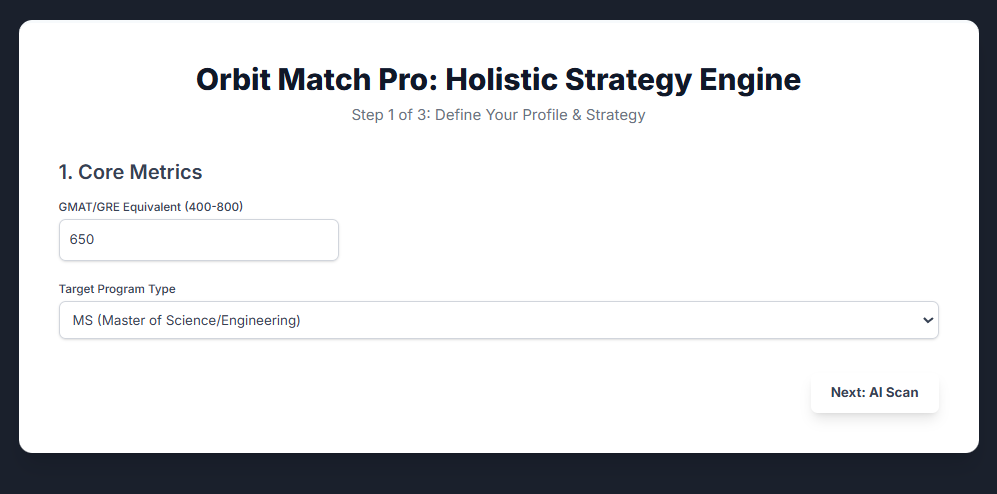 Orbit Match Pro: Holistic Strategy Engine
Step 1 of 3: Define Your Profile & Strategy
1. Core Metrics
GMAT/GRE Equivalent (400-800)
650
Target Program Type
MS (Master of Science/Engineering)
Next: AI Scan